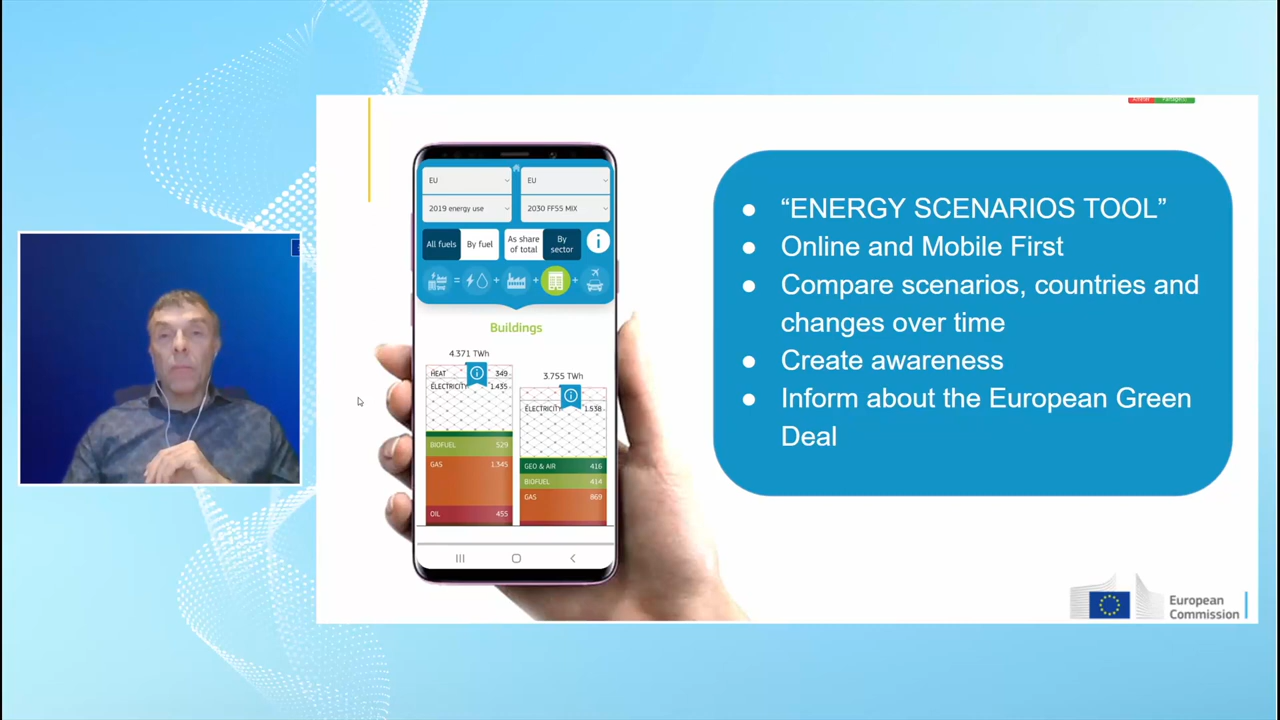 Arrêter Partage(s)
EU EU
2019 energy use 2030 FF55 MIX
All fuels By fuel As share of total By sector
= + + +
Buildings
4.371 TWh
HEAT 349
ELECTRICITY 1.435
BIOFUEL 529
GAS 1.345
OIL 455
3.755 TWh
ELECTRICITY 1.538
GEO & AIR 416
BIOFUEL 414
GAS 869
“ENERGY SCENARIOS TOOL”
Online and Mobile First
Compare scenarios, countries and
changes over time
Create awareness
Inform about the European Green
Deal
European
Commission